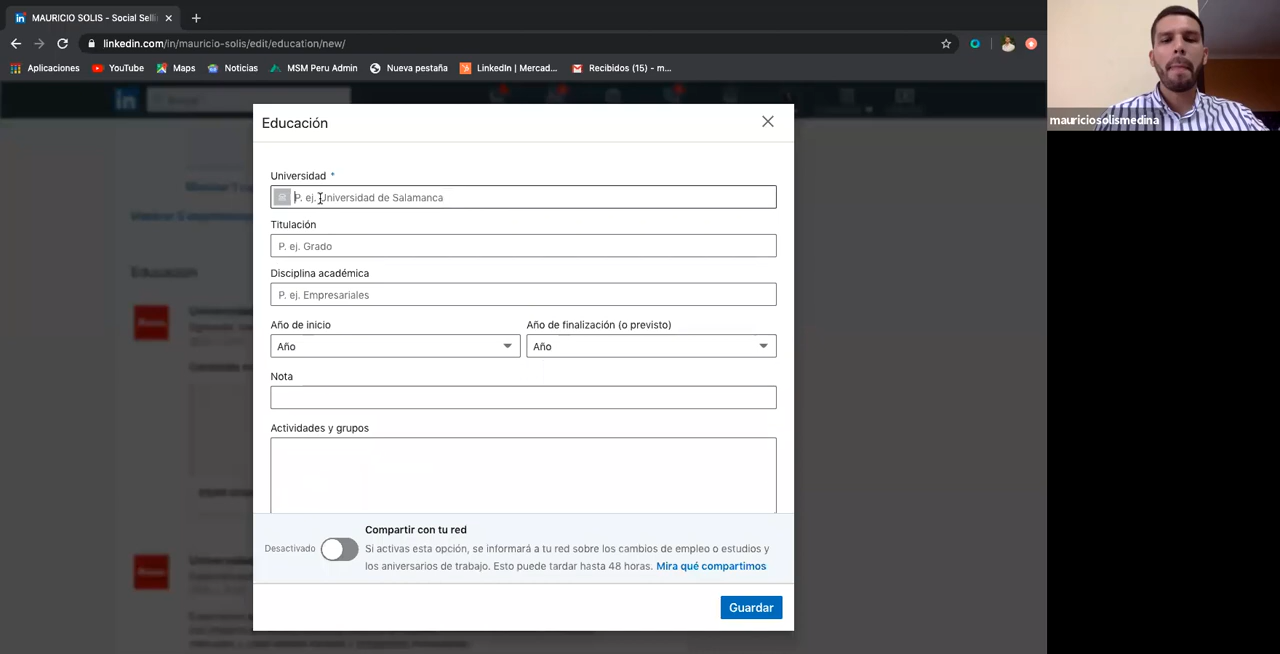 MAURICIO SOLIS - Social Selli
linkedin.com/in/mauricio-solis/edit/education/new/
Aplicaciones YouTube Maps Noticias MSM Peru Admin Nueva pestaña LinkedIn | Mercad... Recibidos (15) - m...
mauriciosolismedina
Educación
Universidad *
P. ej. Universidad de Salamanca
Titulación
P. ej. Grado
Disciplina académica
P. ej. Empresariales
Año de inicio Año de finalización (o previsto)
Año Año
Nota
Actividades y grupos
Compartir con tu red
Desactivado
Si activas esta opción, se informará a tu red sobre los cambios de empleo o estudios y
los aniversarios de trabajo. Esto puede tardar hasta 48 horas. Mira qué compartimos
Guardar
in
Educación